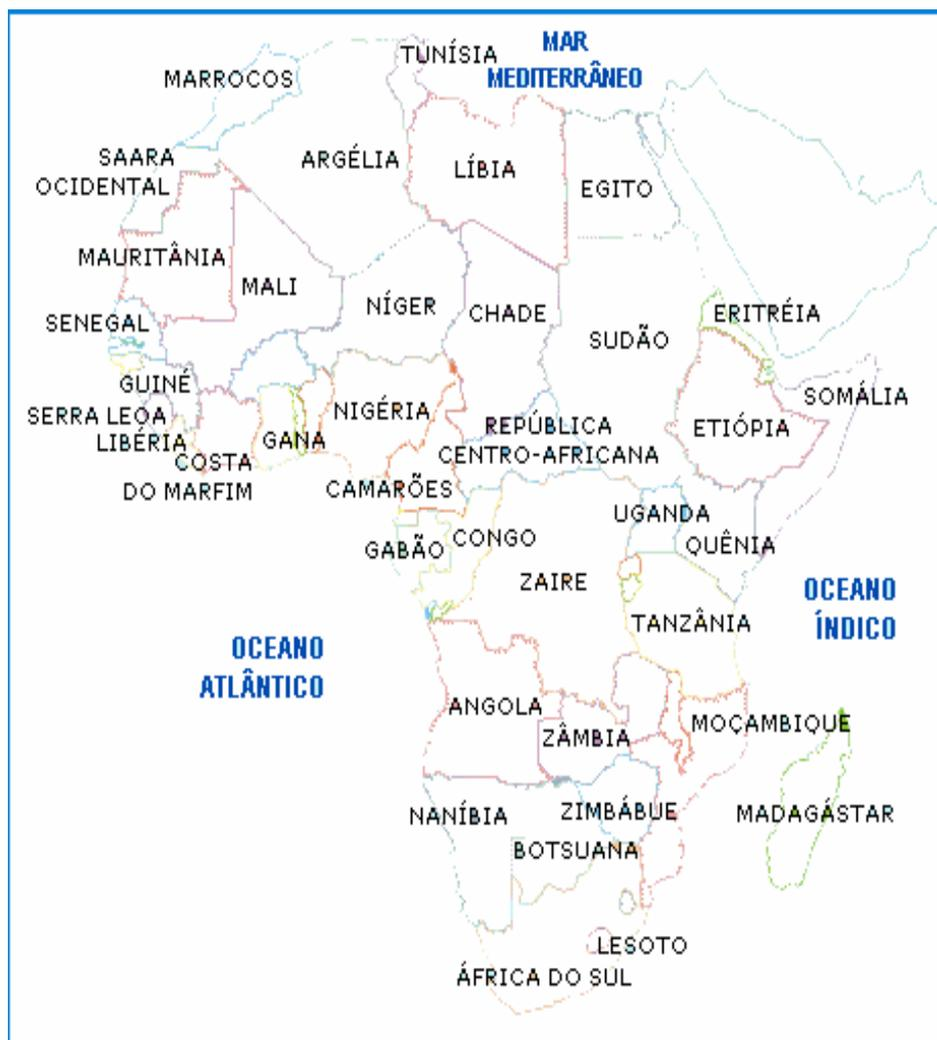 MAR
MEDITERRÂNEO
TUNÍSIA
MARROCOS
SAARA
OCIDENTAL
ARGÉLIA
LÍBIA
EGITO
MAURITÂNIA
MALI
NÍGER
CHADE
SUDÃO
ERITRÉIA
SENEGAL
GUINÉ
SERRA LEOA
LIBÉRIA
COSTA
DO MARFIM
GANA
NIGÉRIA
CAMARÕES
REPÚBLICA
CENTRO-AFRICANA
ETIÓPIA
SOMÁLIA
GABÃO
CONGO
ZAIRE
UGANDA
QUÊNIA
TANZÂNIA
OCEANO
ÍNDICO
OCEANO
ATLÂNTICO
ANGOLA
ZÂMBIA
MOÇAMBIQUE
NANÍBIA
ZIMBÁBUE
MADAGÁSTAR
BOTSUANA
LESOTO
ÁFRICA DO SUL